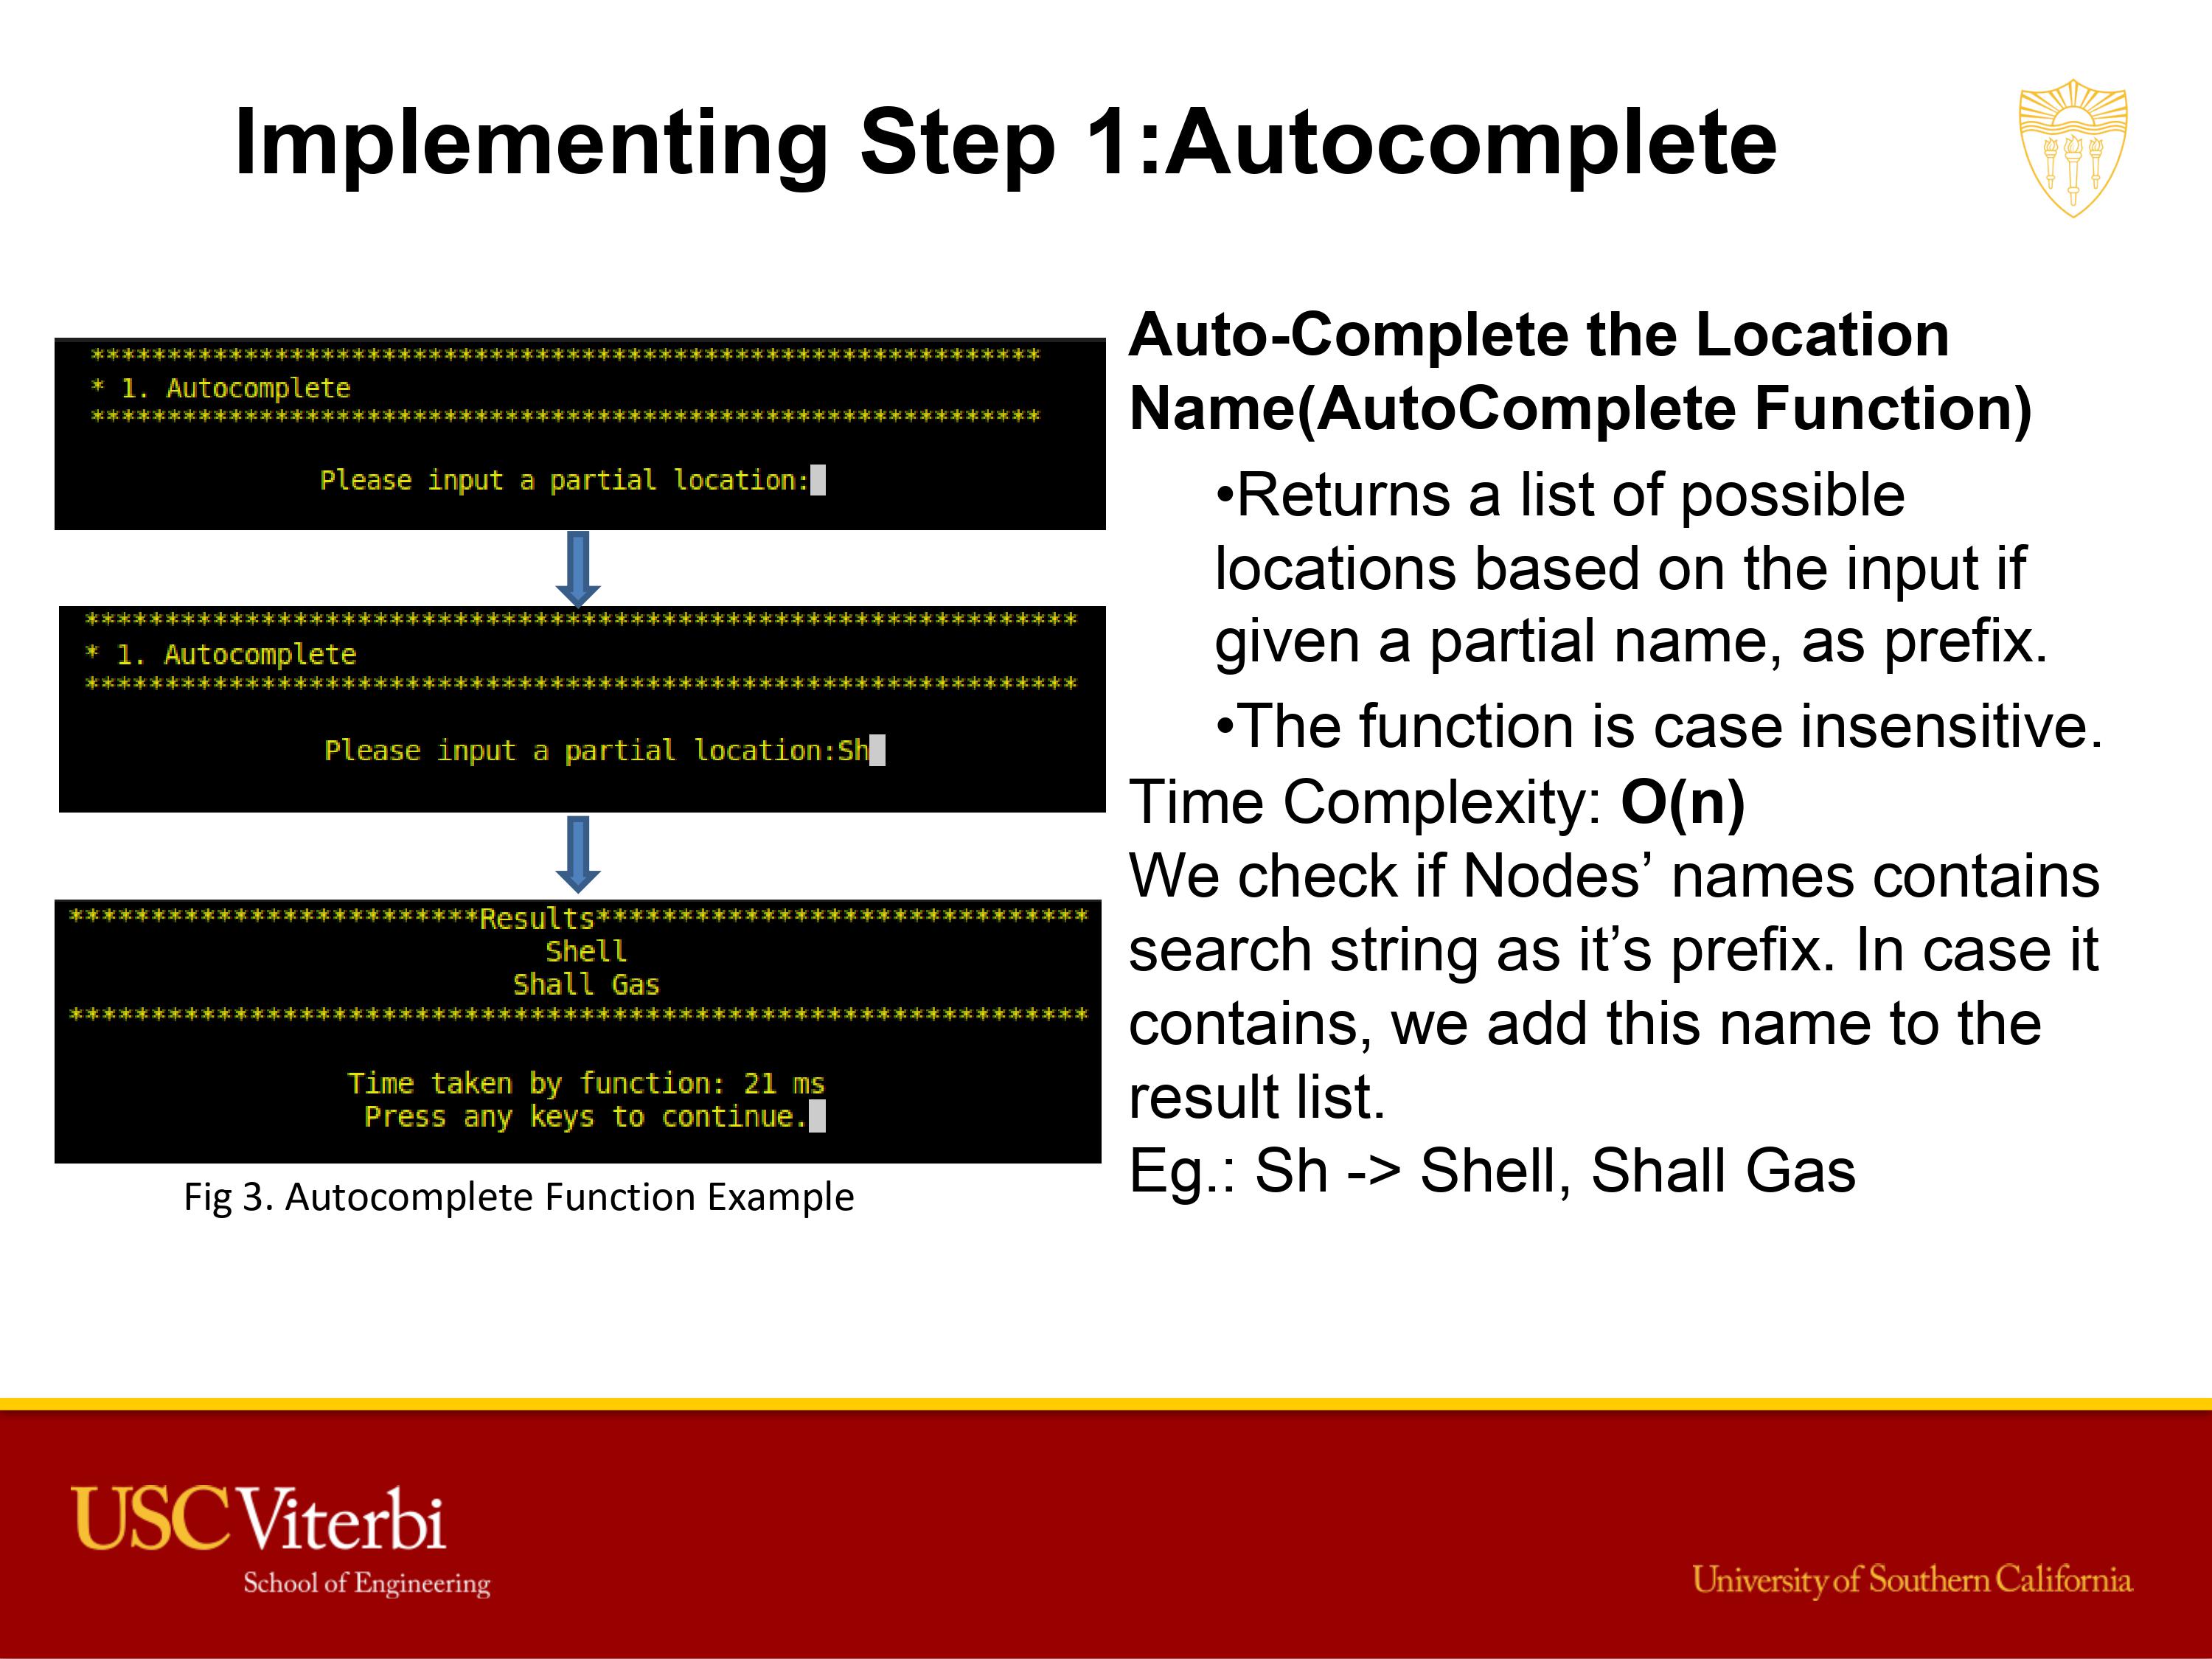 Implementing Step 1:Autocomplete
***************************************************************
* 1. Autocomplete
***************************************************************
Please input a partial location:
***************************************************************
* 1. Autocomplete
***************************************************************
Please input a partial location:Sh
*************************Results******************************
Shell
Shall Gas
***************************************************************
Time taken by function: 21 ms
Press any keys to continue.
Fig 3. Autocomplete Function Example
Auto-Complete the Location
Name(AutoComplete Function)
•Returns a list of possible
locations based on the input if
given a partial name, as prefix.
•The function is case insensitive.
Time Complexity: O(n)
We check if Nodes’ names contains
search string as it’s prefix. In case it
contains, we add this name to the
result list.
Eg.: Sh -> Shell, Shall Gas
USC Viterbi
School of Engineering
University of Southern California